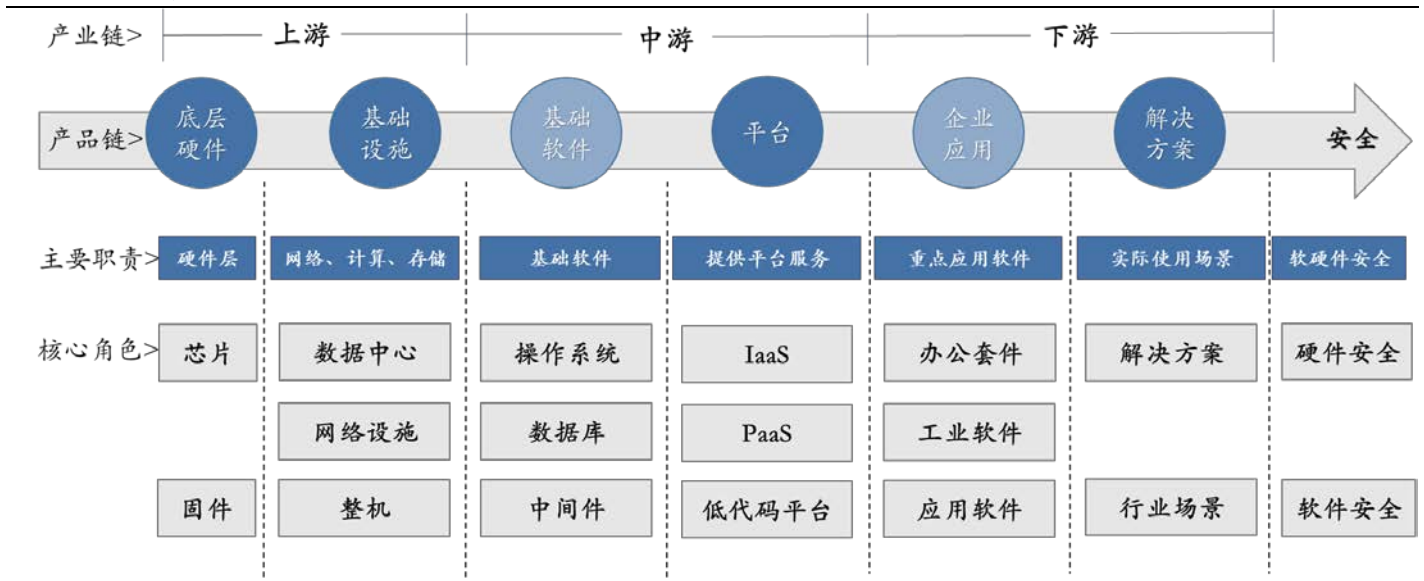 产业链> 上游 中游 下游
产品链> 底层硬件 基础设施 基础软件 平台 企业应用 解决方案 安全
主要职责> 硬件层 网络、计算、存储 基础软件 提供平台服务 重点应用软件 实际使用场景 软硬件安全
核心角色> 芯片 数据中心 操作系统 IaaS 办公套件 解决方案 硬件安全
网络设施 数据库 PaaS 工业软件
固件 整机 中间件 低代码平台 应用软件 行业场景 软件安全